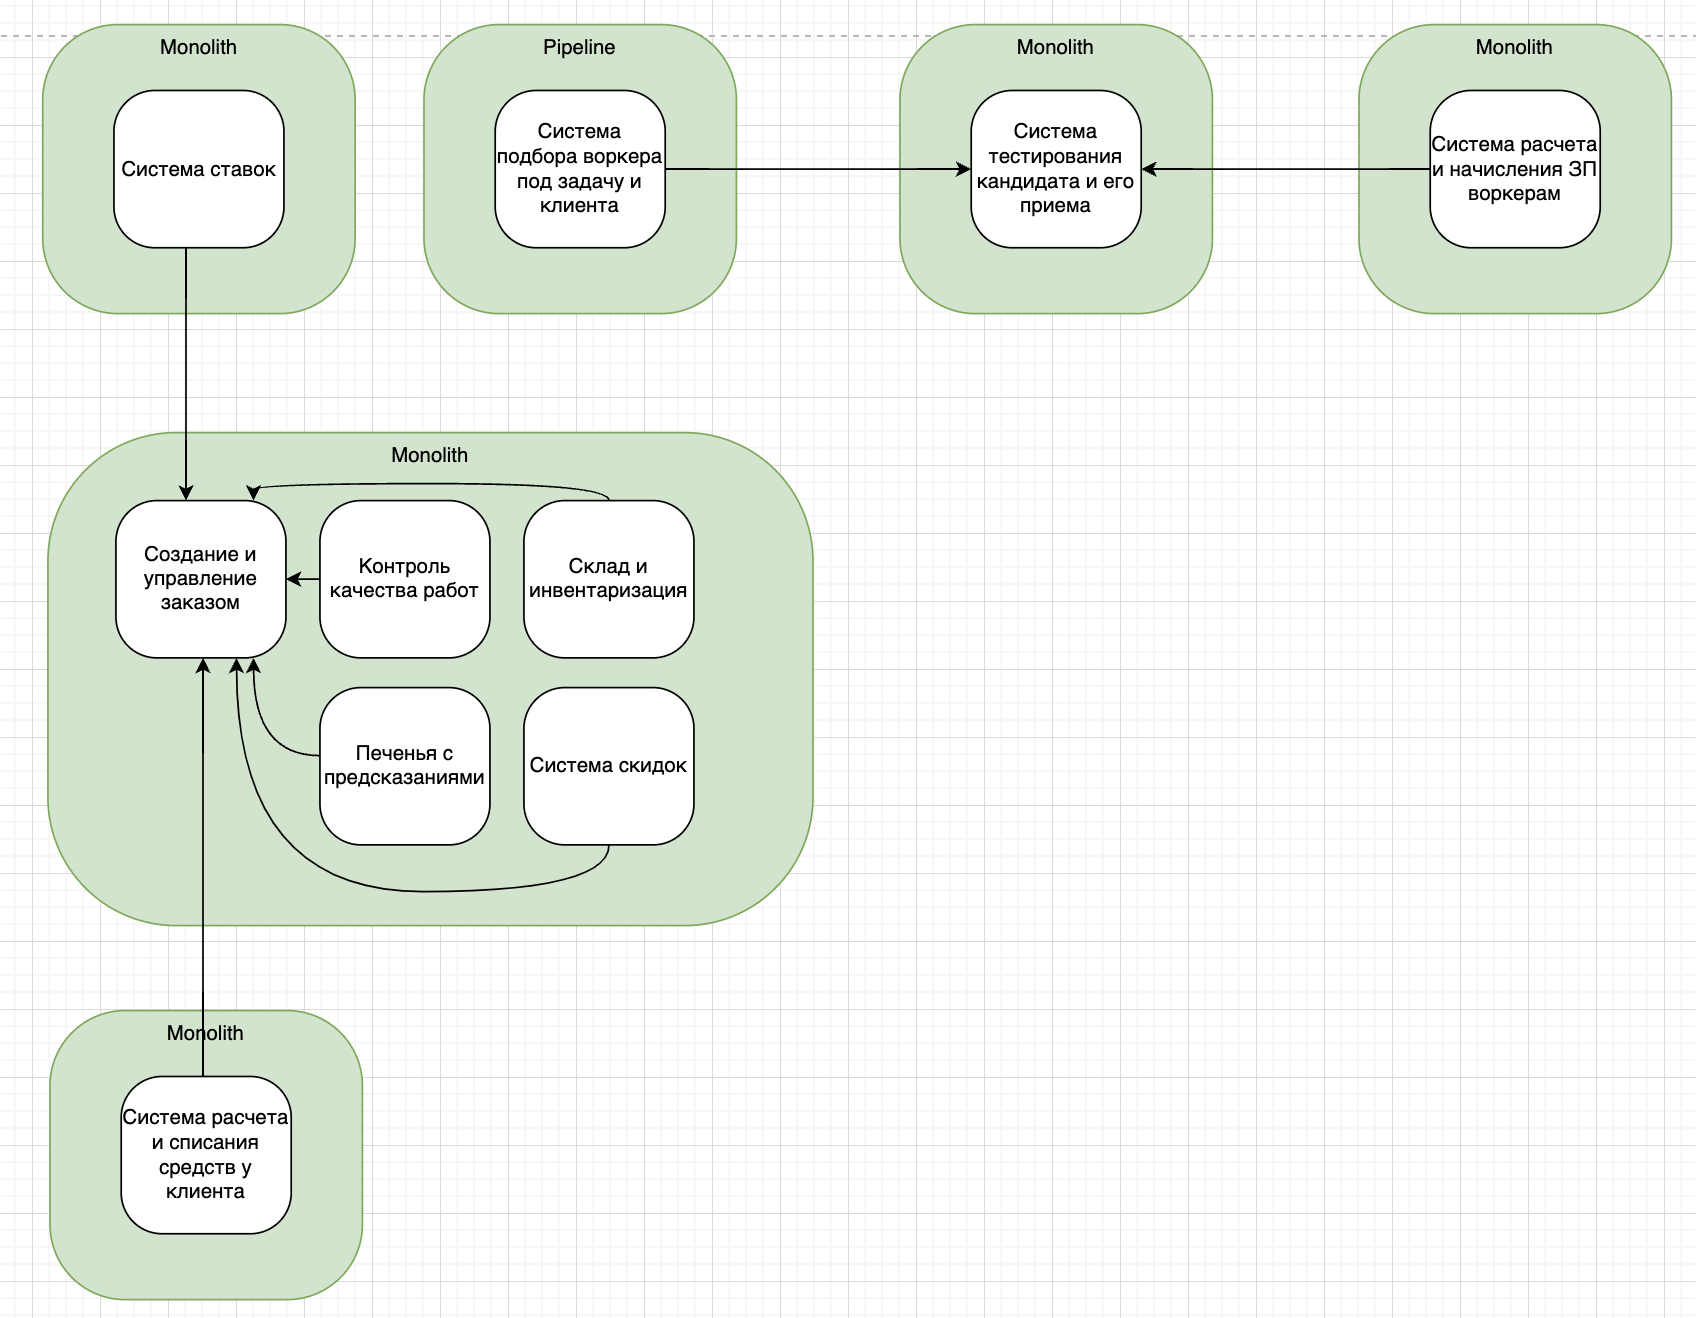 Monolith
Система ставок
Pipeline
Система
подбора воркера
под задачу и
клиента
Monolith
Система
тестирования
кандидата и его
приема
Monolith
Система расчета
и начисления ЗП
воркерам
Monolith
Создание и
управление
заказом
Контроль
качества работ
Склад и
инвентаризация
Печенья с
предсказаниями
Система скидок
Monolith
Система расчета
и списания
средств у
клиента